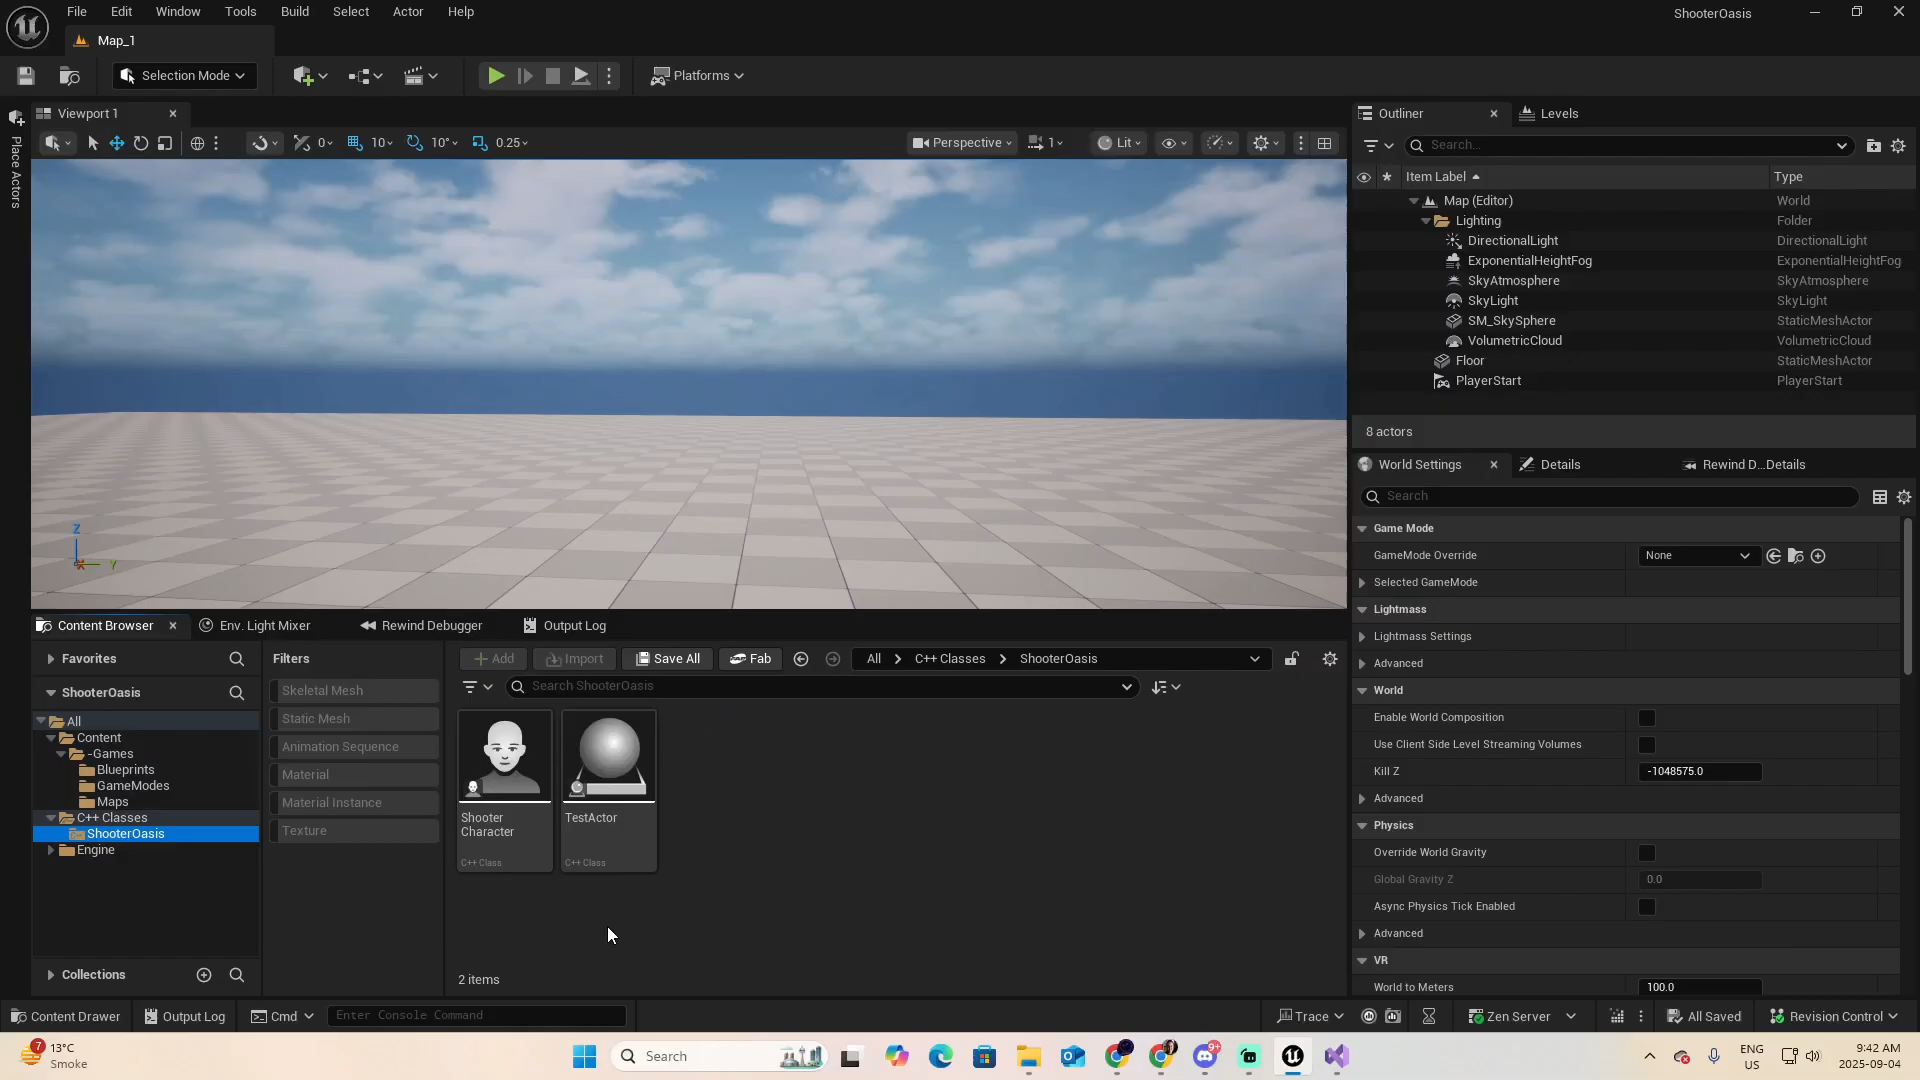 File Edit Window Tools Build Select Actor Help
ShooterOasis
Map_1
Selection Mode
Platforms
Viewport 1
0
10
10°
0.25
Perspective
1
Lit
Place Actors
Outliner
Levels
Search...
Item Label
Type
Map (Editor)
World
Lighting
Folder
DirectionalLight
DirectionalLight
ExponentialHeightFog
ExponentialHeightFog
SkyAtmosphere
SkyAtmosphere
SkyLight
SkyLight
SM_SkySphere
StaticMeshActor
VolumetricCloud
VolumetricCloud
Floor
StaticMeshActor
PlayerStart
PlayerStart
8 actors
Z
Y
World Settings
Details
Rewind D...Details
Search
Game Mode
GameMode Override
None
Selected GameMode
Lightmass
Lightmass Settings
Advanced
World
Enable World Composition
Use Client Side Level Streaming Volumes
Kill Z
-1048575.0
Advanced
Physics
Override World Gravity
Global Gravity Z
0.0
Async Physics Tick Enabled
Advanced
VR
World to Meters
100.0
Content Browser
Env. Light Mixer
Rewind Debugger
Output Log
Favorites
ShooterOasis
All
Content
-Games
Blueprints
GameModes
Maps
C++ Classes
ShooterOasis
Engine
Collections
Filters
Skeletal Mesh
Static Mesh
Animation Sequence
Material
Material Instance
Texture
Add
Import
Save All
Fab
All
C++ Classes
ShooterOasis
Search ShooterOasis
Shooter
Character
C++ Class
TestActor
C++ Class
2 items
Content Drawer
Output Log
Cmd
Enter Console Command
Trace
Zen Server
All Saved
Revision Control
7
13°C
Smoke
Search
9+
ENG
US
9:42 AM
2025-09-04